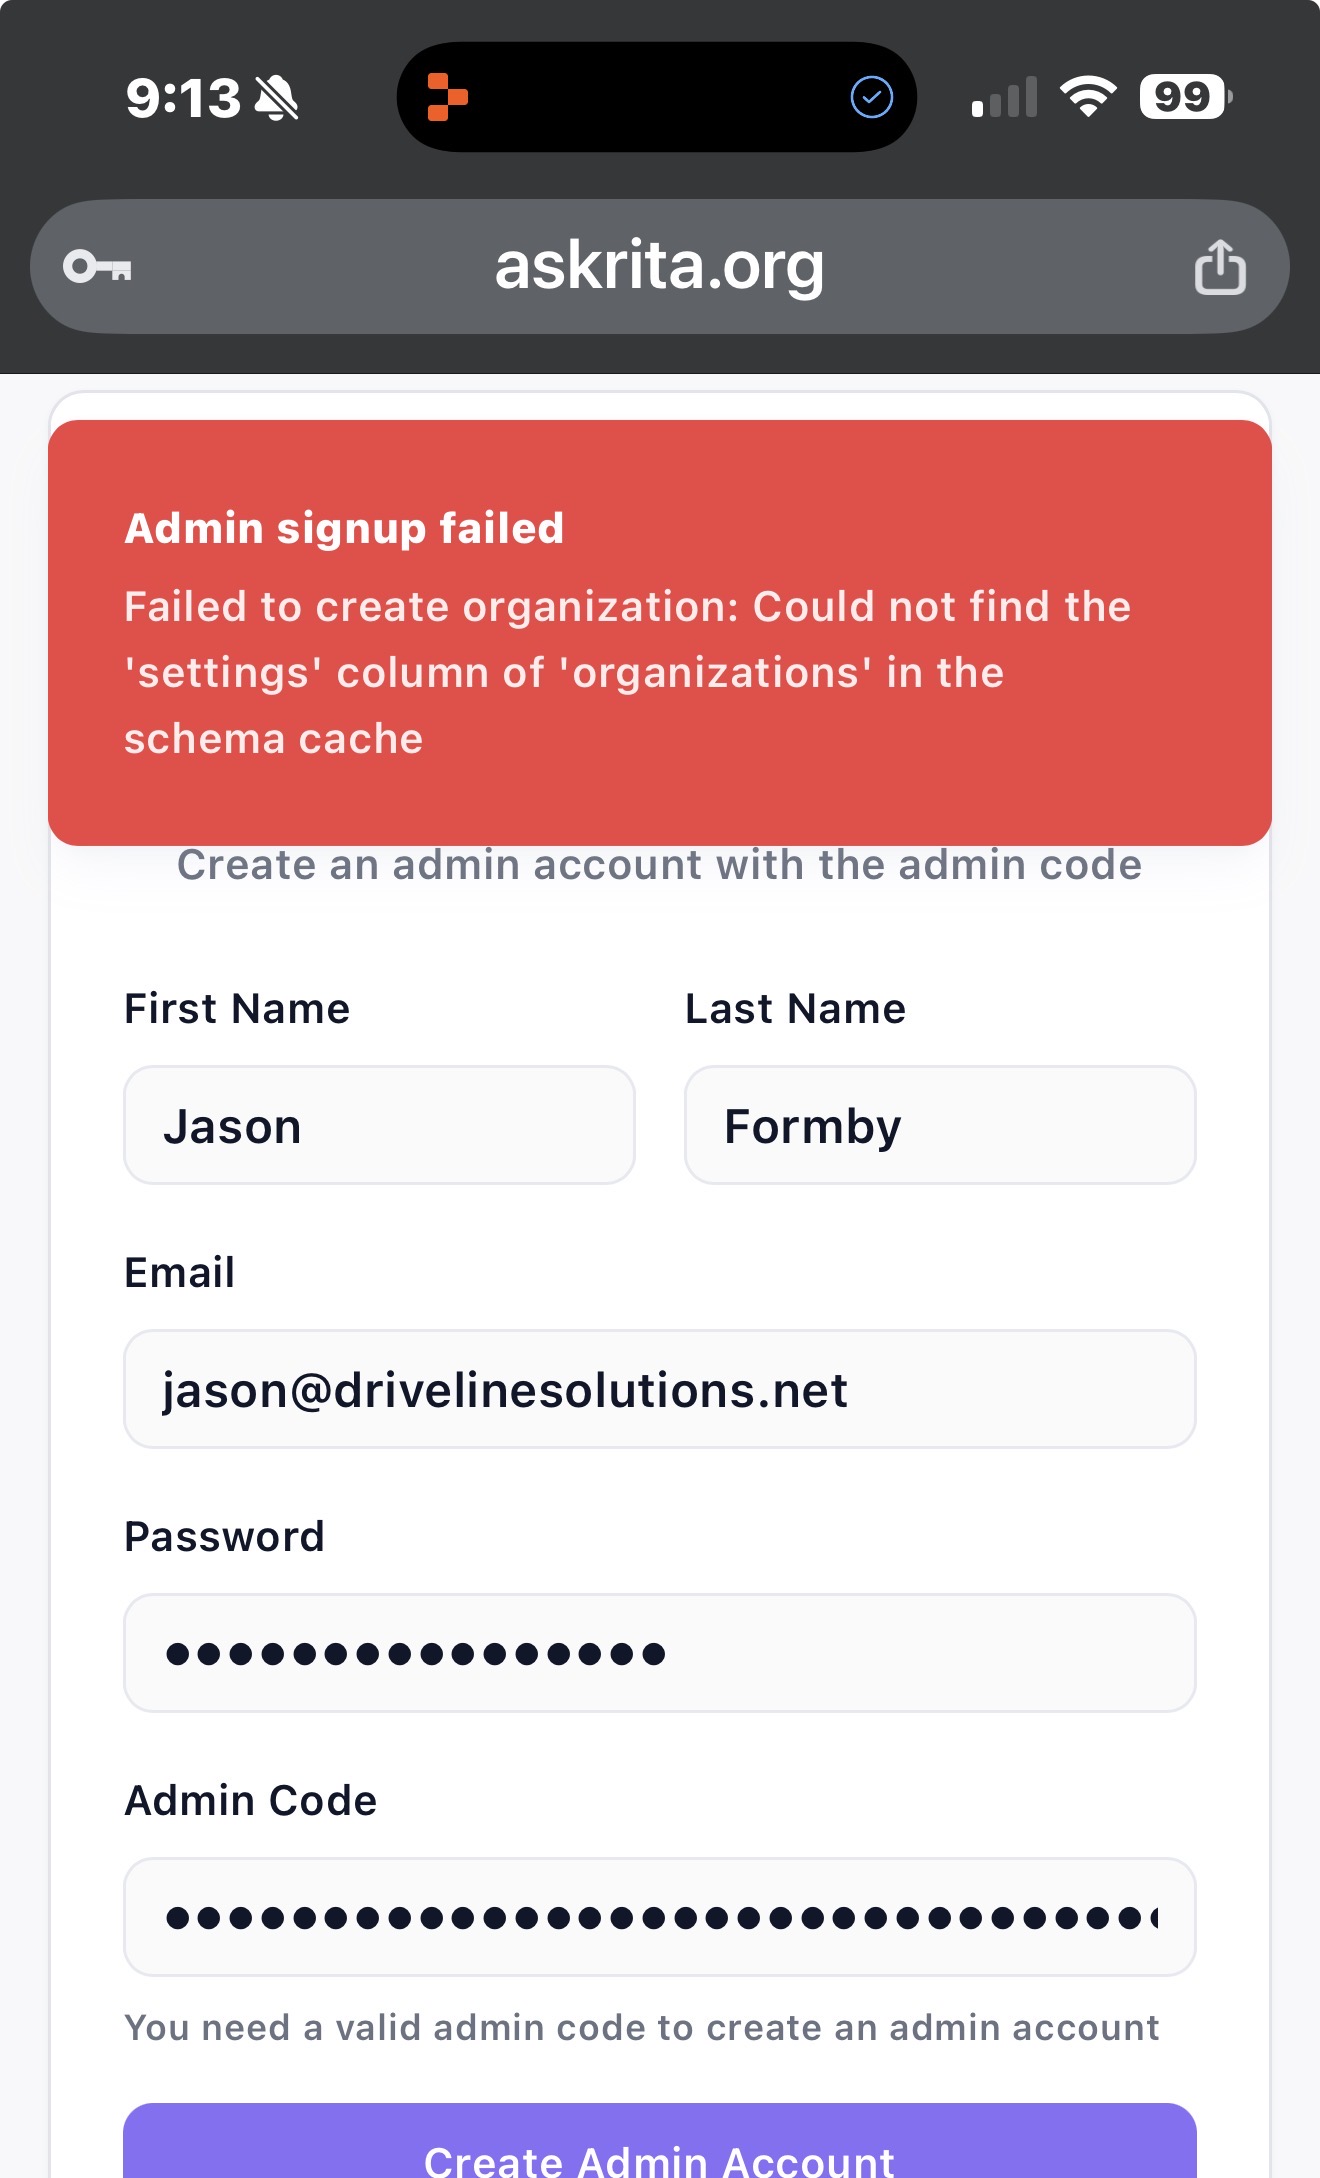 9:13
99
askrita.org
Admin signup failed
Failed to create organization: Could not find the
'settings' column of 'organizations' in the
schema cache
Create an admin account with the admin code
First Name
Last Name
Jason
Formby
Email
jason@drivelinesolutions.net
Password
Admin Code
You need a valid admin code to create an admin account
Create Admin Account